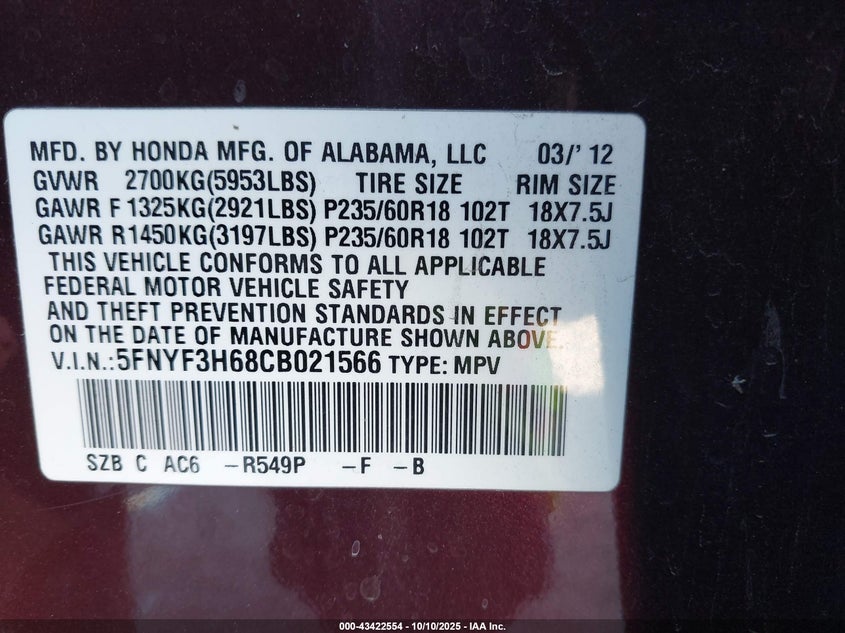 MFD. BY HONDA MFG. OF ALABAMA, LLC 03/' 12
GVWR 2700KG(5953LBS) TIRE SIZE RIM SIZE
GAWR F 1325KG(2921LBS) P235/60R18 102T 18X7.5J
GAWR R1450KG(3197LBS) P235/60R18 102T 18X7.5J
THIS VEHICLE CONFORMS TO ALL APPLICABLE
FEDERAL MOTOR VEHICLE SAFETY
AND THEFT PREVENTION STANDARDS IN EFFECT
ON THE DATE OF MANUFACTURE SHOWN ABOVE.
V.I.N.:5FNYF3H68CB021566 TYPE: MPV
SZB C AC6 -R549P -F -B
000-43422554 - 10/10/2025 - IAA Inc.